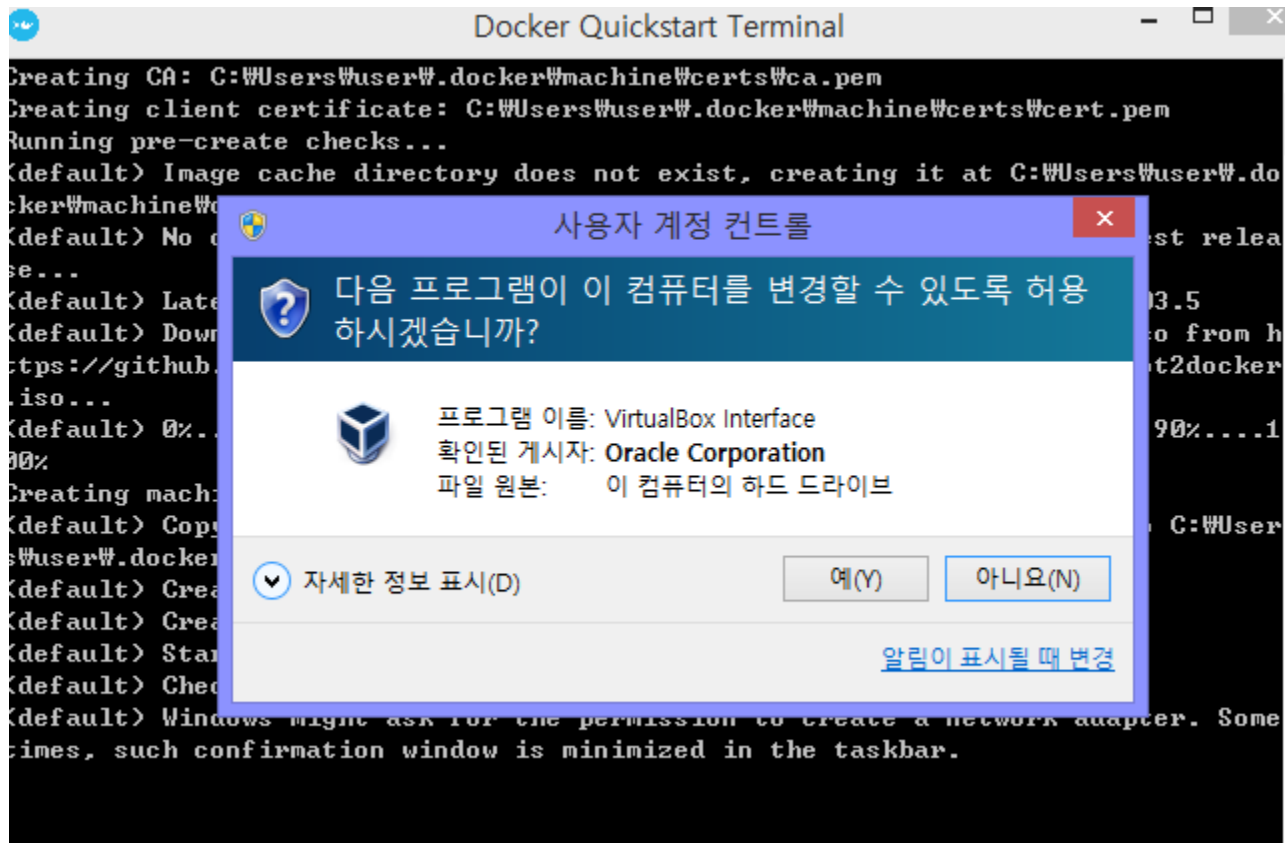 Docker Quickstart Terminal
Creating CA: C:₩Users₩user₩.docker₩machine₩certs₩ca.pem
Creating client certificate: C:₩Users₩user₩.docker₩machine₩certs₩cert.pem
Running pre-create checks...
(default) Image cache directory does not exist, creating it at C:₩Users₩user₩.do
cker₩machine₩c
(default) No
est relea
se...
(default) Late
03.5
(default) Down
o from h
ttps://github.
t2docker
.iso...
(default) 0%..
90%....1
00%
Creating machi
(default) Copy
C:₩User
s₩user₩.docker
(default) Crea
(default) Crea
(default) Star
(default) Chec
(default) Windows might ask for the permission to create a network adapter. Some
times, such confirmation window is minimized in the taskbar.
사용자 계정 컨트롤
다음 프로그램이 이 컴퓨터를 변경할 수 있도록 허용
하시겠습니까?
프로그램 이름: VirtualBox Interface
확인된 게시자: Oracle Corporation
파일 원본: 이 컴퓨터의 하드 드라이브
자세한 정보 표시(D)
예(Y)
아니요(N)
알림이 표시될 때 변경